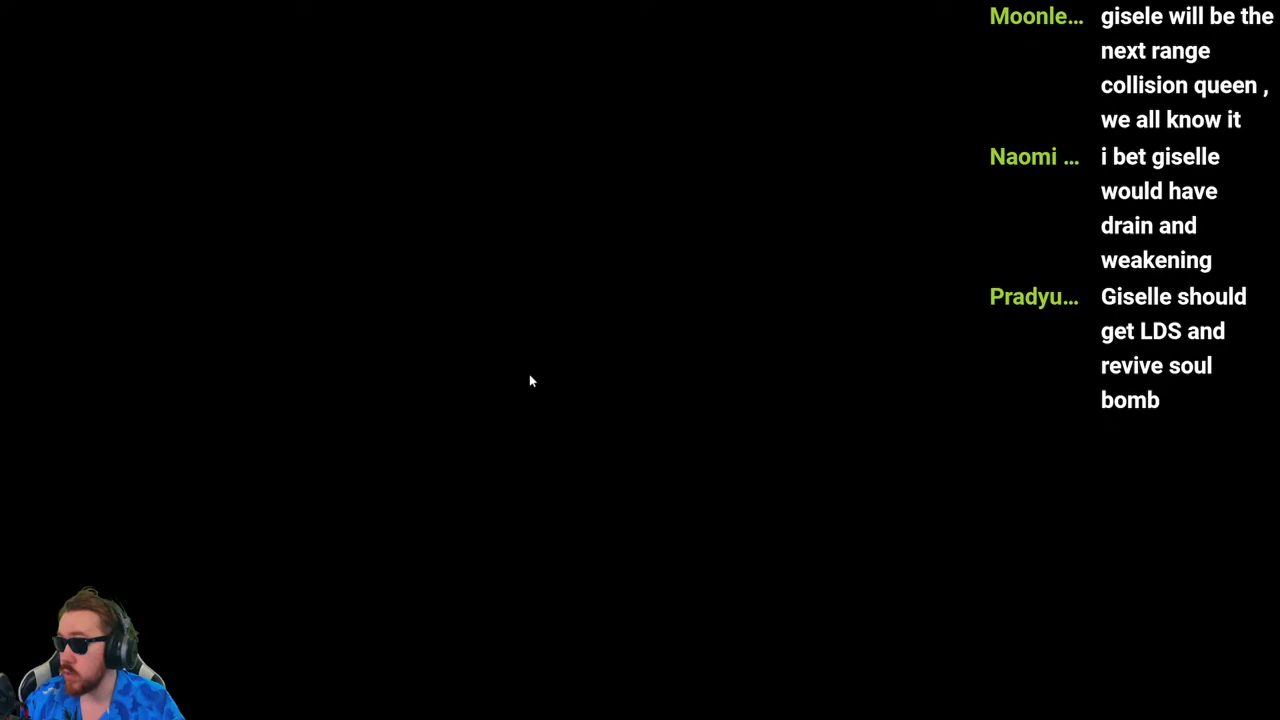 Moonle… gisele will be the
next range
collision queen ,
we all know it
Naomi … i bet giselle
would have
drain and
weakening
Pradyu… Giselle should
get LDS and
revive soul
bomb